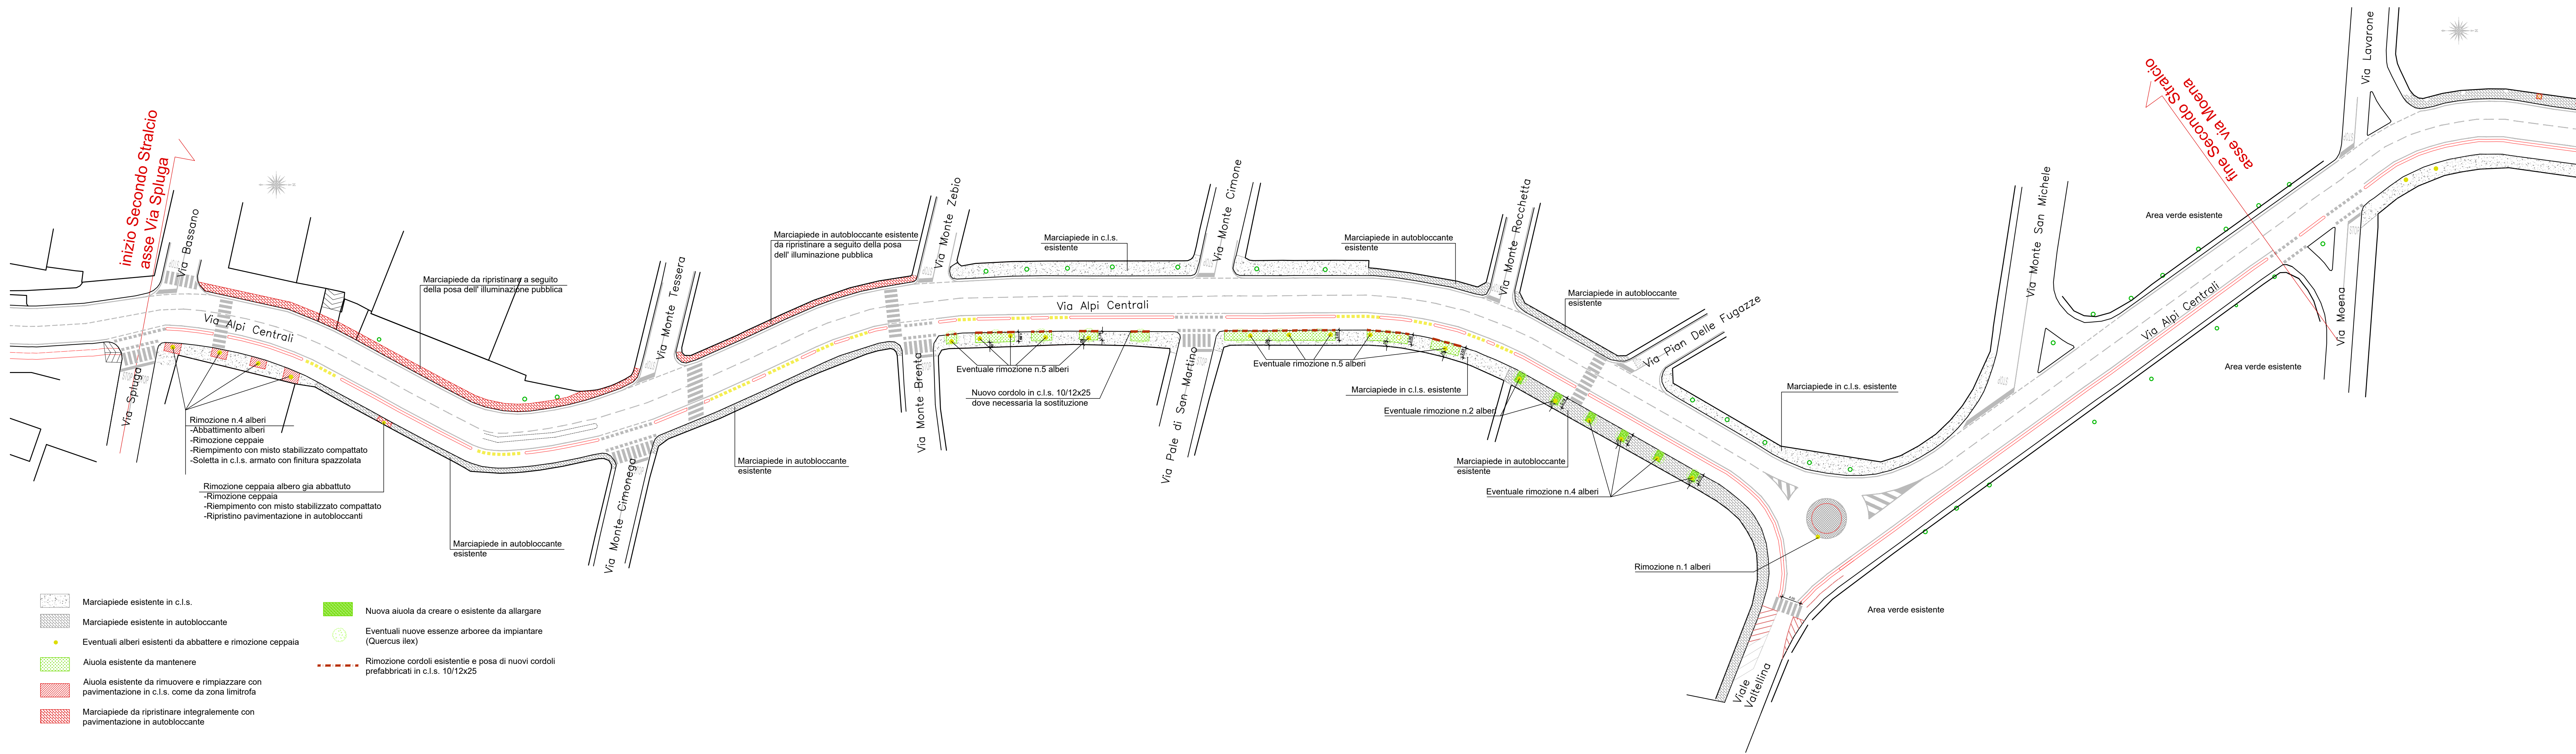 inizio Secondo Stralcio
asse Via Spluga
Via Bassano
Via Alpi Centrali
Via Spluga
Rimozione n.4 alberi
-Abbattimento alberi
-Rimozione ceppaie
-Riempimento con misto stabilizzato compattato
-Soletta in c.l.s. armato con finitura spazzolata
Rimozione ceppaia albero gia abbattuto
-Rimozione ceppaia
-Riempimento con misto stabilizzato compattato
-Ripristino pavimentazione in autobloccanti
Marciapiede da ripristinare a seguito
della posa dell' illuminazione pubblica
Marciapiede in autobloccante
esistente
Via Monte Cimonega
Via Monte Tessera
Marciapiede in autobloccante esistente
da ripristinare a seguito della posa
dell' illuminazione pubblica
Marciapiede in autobloccante
esistente
Via Monte Zebio
Via Monte Brenta
Marciapiede in c.l.s.
esistente
Via Alpi Centrali
Eventuale rimozione n.5 alberi
Nuovo cordolo in c.l.s. 10/12x25
dove necessaria la sostituzione
Via Pale di San Martino
Via Monte Cimone
Eventuale rimozione n.5 alberi
Marciapiede in autobloccante
esistente
Marciapiede in c.l.s. esistente
Eventuale rimozione n.2 alberi
Via Monte Rocchetta
Marciapiede in autobloccante
esistente
Marciapiede in autobloccante
esistente
Eventuale rimozione n.4 alberi
Via Pian Delle Fugazze
Marciapiede in c.l.s. esistente
Rimozione n.1 alberi
Viale
Valtellina
Area verde esistente
Via Monte San Michele
Area verde esistente
Via Alpi Centrali
Area verde esistente
fine Secondo Stralcio
asse via Moena
Via Moena
Via Lavarone
Marciapiede esistente in c.l.s.
Marciapiede esistente in autobloccante
Eventuali alberi esistenti da abbattere e rimozione ceppaia
Aiuola esistente da mantenere
Aiuola esistente da rimuovere e rimpiazzare con
pavimentazione in c.l.s. come da zona limitrofa
Marciapiede da ripristinare integralemente con
pavimentazione in autobloccante
Nuova aiuola da creare o esistente da allargare
Eventuali nuove essenze arboree da impiantare
(Quercus ilex)
Rimozione cordoli esistentie e posa di nuovi cordoli
prefabbricati in c.l.s. 10/12x25